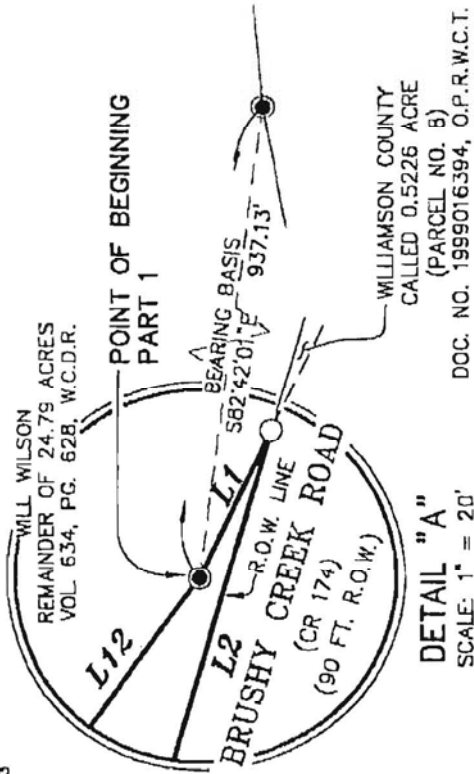 WILL WILSON
REMAINDER OF 24.79 ACRES
VOL. 634, PG. 628, W.C.D.R.
POINT OF BEGINNING
PART 1
BEARING BASIS
S82°42'01"E 937.13'
L12
L1
L2
R.O.W. LINE
BRUSHY CREEK ROAD
(CR 174)
(90 FT. R.O.W.)
WILLIAMSON COUNTY
CALLED 0.5226 ACRE
(PARCEL NO. B)
DOC. NO. 1999016394, O.P.R.W.C.T.
DETAIL "A"
SCALE: 1" = 20'